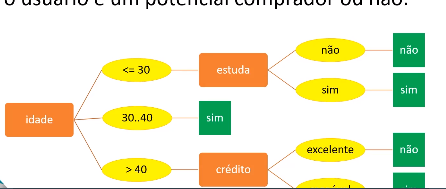 o usuário é um potencial comprador ou não.
<= 30
estuda
não
não
sim
sim
idade
30..40
sim
> 40
crédito
excelente
não